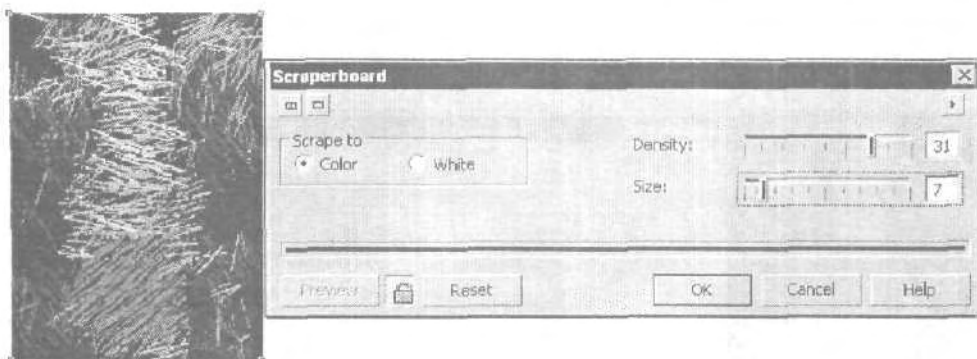 Scraperboard
Scrape to
Color White
Density: 31
Size: 7
Preview Reset OK Cancel Help